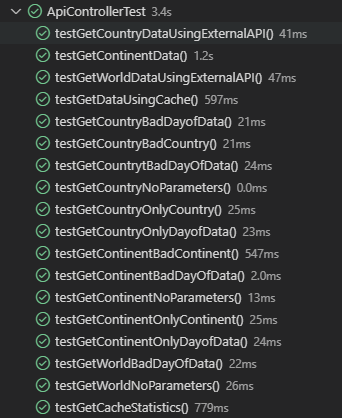 ApiControllerTest 3.4s
testGetCountryDataUsingExternalAPI() 41ms
testGetContinentData() 1.2s
testGetWorldDataUsingExternalAPI() 47ms
testGetDataUsingCache() 597ms
testGetCountryBadDayofData() 21ms
testGetCountryBadCountry() 21ms
testGetCountrytBadDayOfData() 24ms
testGetCountryNoParameters() 0.0ms
testGetCountryOnlyCountry() 25ms
testGetCountryOnlyDayofData() 23ms
testGetContinentBadContinent() 547ms
testGetContinentBadDayOfData() 2.0ms
testGetContinentNoParameters() 13ms
testGetContinentOnlyContinent() 25ms
testGetContinentOnlyDayofData() 24ms
testGetWorldBadDayOfData() 22ms
testGetWorldNoParameters() 26ms
testGetCacheStatistics() 779ms